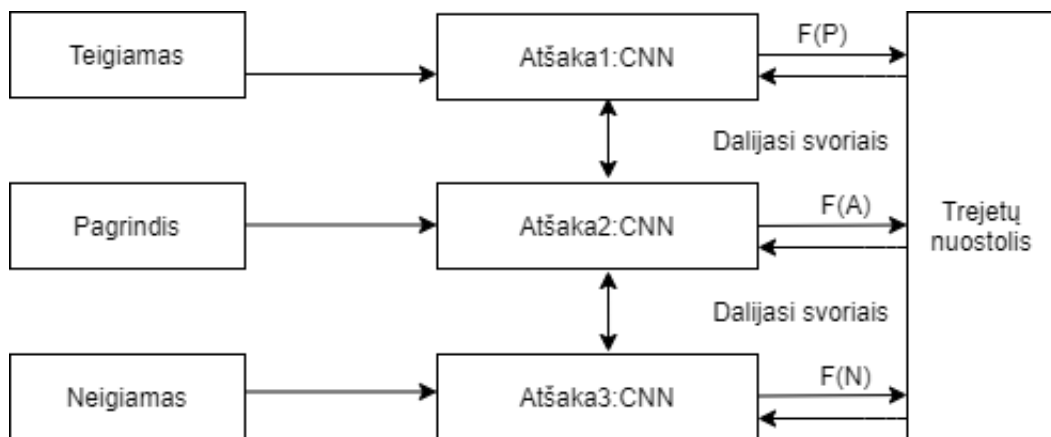 Teigiamas
Atšaka1:CNN
F(P)
Dalijasi svoriais
Pagrindis
Atšaka2:CNN
F(A)
Trejetų
nuostolis
Dalijasi svoriais
Neigiamas
Atšaka3:CNN
F(N)